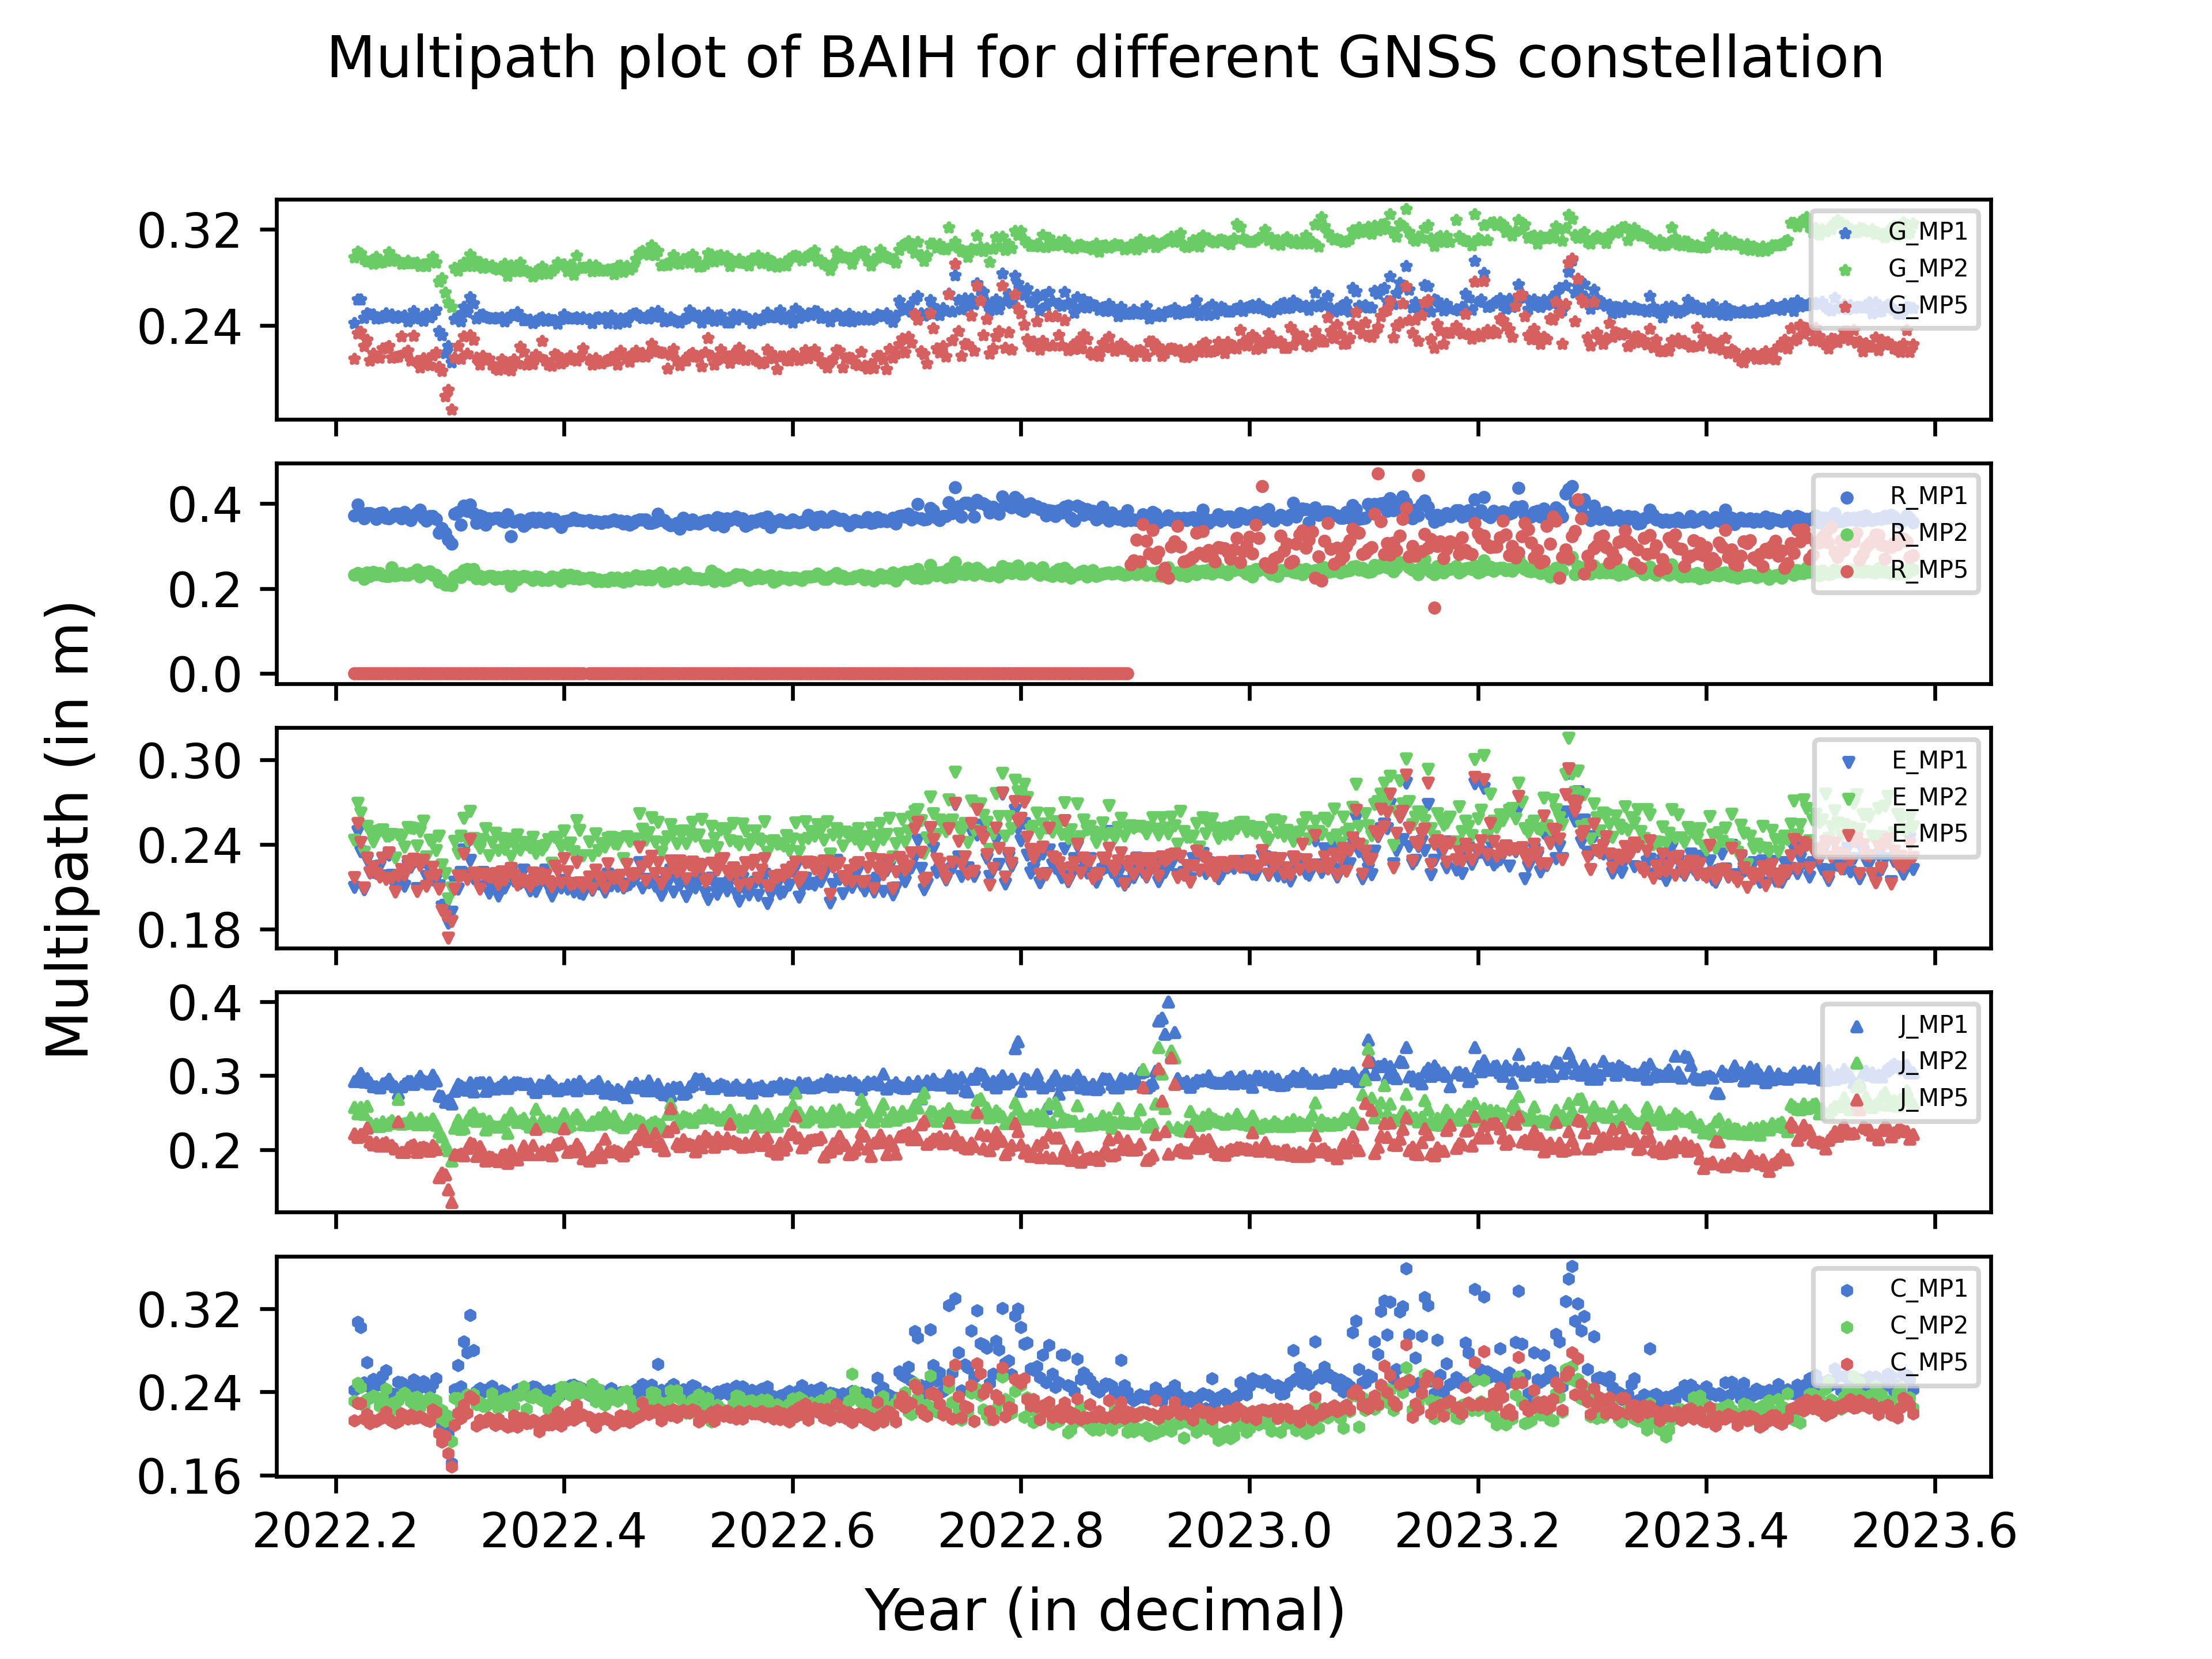 Multipath plot of BAIH for different GNSS constellation
0.32
0.24
G_MP1
G_MP2
G_MP5
0.4
0.2
0.0
R_MP1
R_MP2
R_MP5
0.30
0.24
0.18
E_MP1
E_MP2
E_MP5
0.4
0.3
0.2
J_MP1
J_MP2
J_MP5
0.32
0.24
0.16
C_MP1
C_MP2
C_MP5
2022.2 2022.4 2022.6 2022.8 2023.0 2023.2 2023.4 2023.6
Year (in decimal)
Multipath (in m)